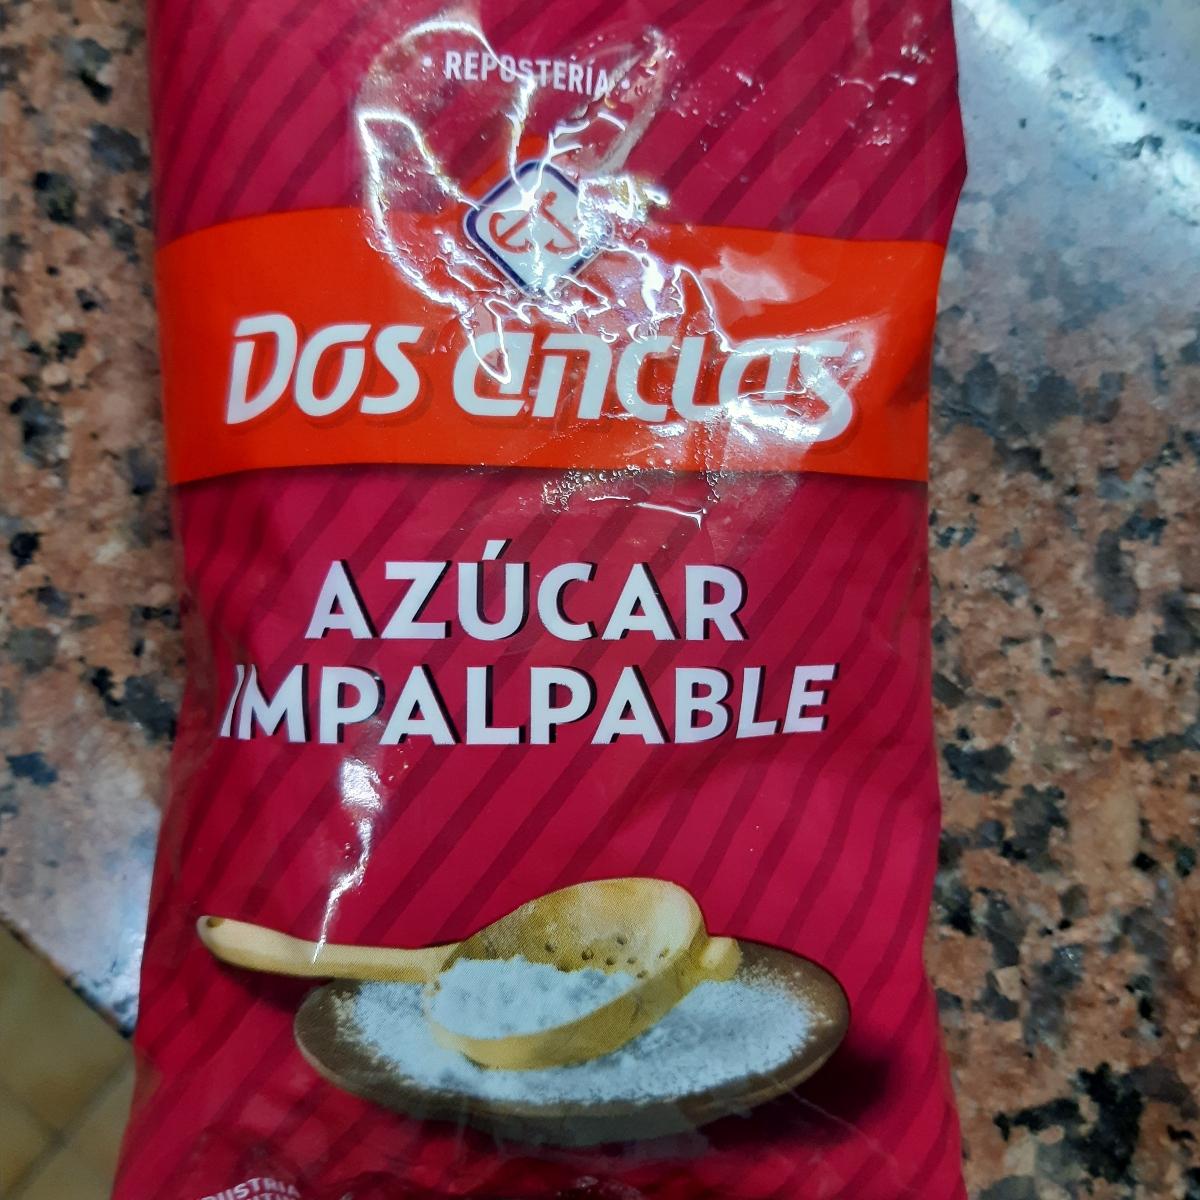 • REPOSTERÍA •
Dos anclas
AZÚCAR
IMPALPABLE